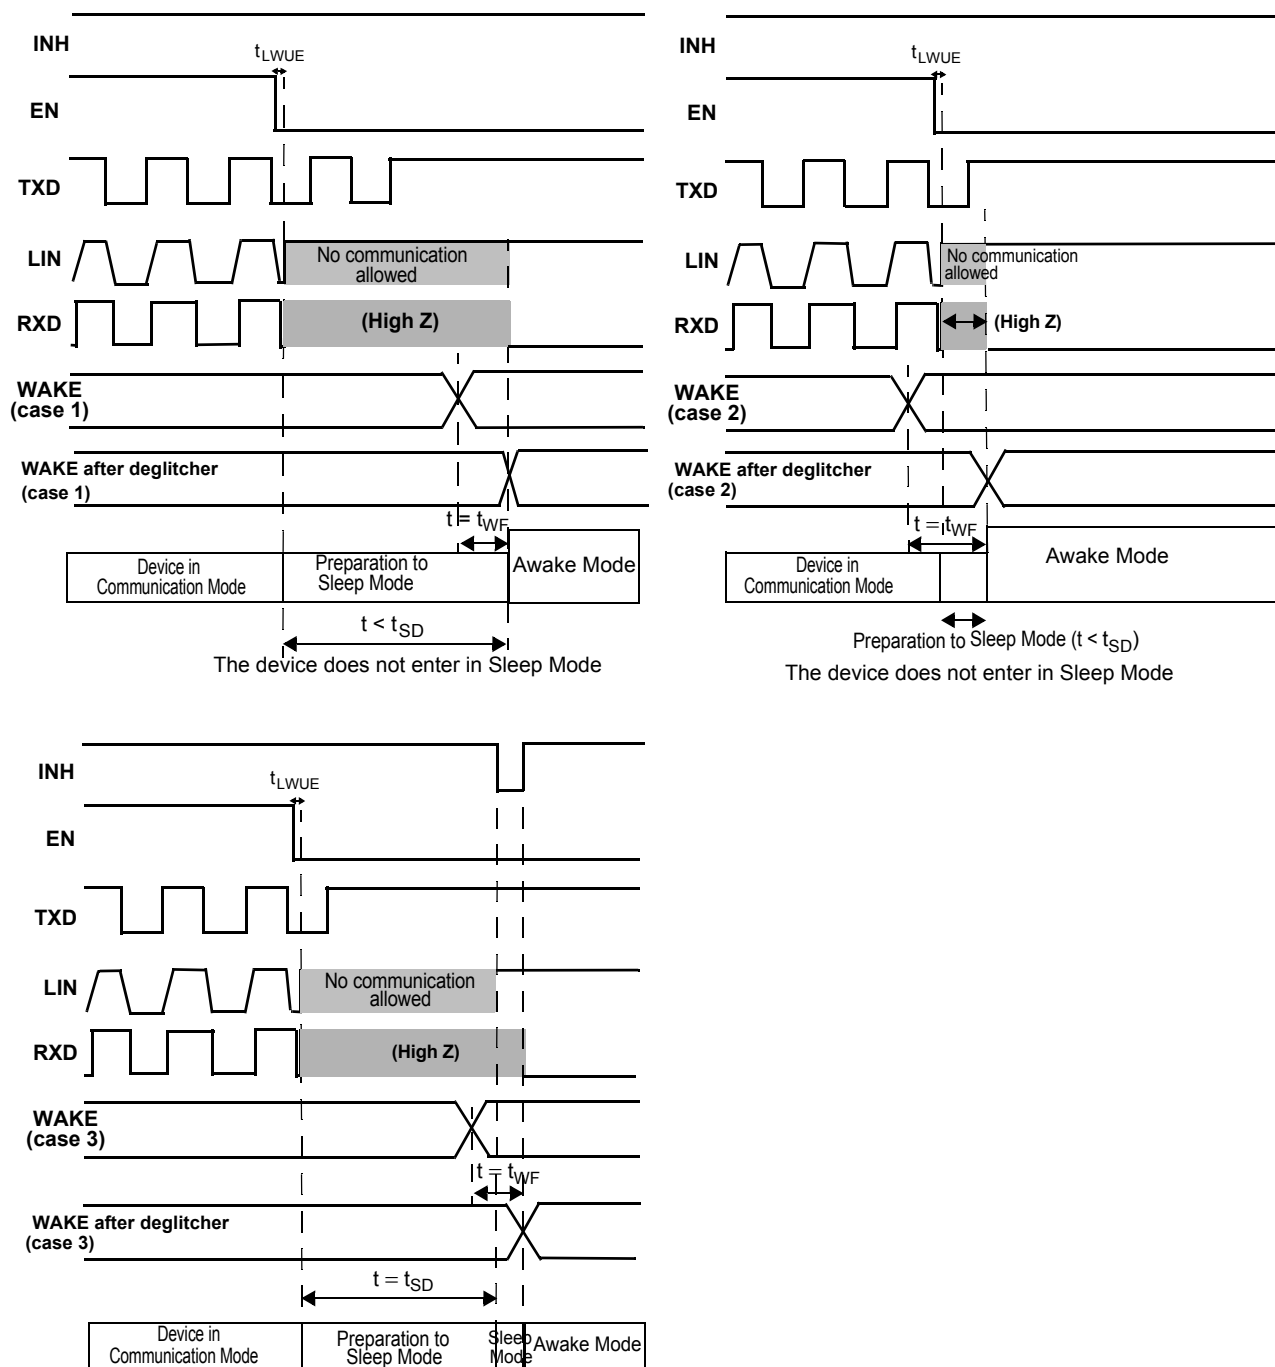 INH
tLWUE
EN
TXD
LIN
No communication
allowed
RXD
(High Z)
WAKE
(case 1)
WAKE after deglitcher
(case 1)
t = tWF
Device in
Communication Mode
Preparation to
Sleep Mode
Awake Mode
t < tSD
The device does not enter in Sleep Mode
INH
tLWUE
EN
TXD
LIN
No communication
allowed
RXD
(High Z)
WAKE
(case 2)
WAKE after deglitcher
(case 2)
t = tWF
Device in
Communication Mode
Awake Mode
Preparation to Sleep Mode (t < tSD)
The device does not enter in Sleep Mode
INH
tLWUE
EN
TXD
LIN
No communication
allowed
RXD
(High Z)
WAKE
(case 3)
t = tWF
WAKE after deglitcher
(case 3)
t = tSD
Device in
Communication Mode
Preparation to
Sleep Mode
Sleep
Mode
Awake Mode